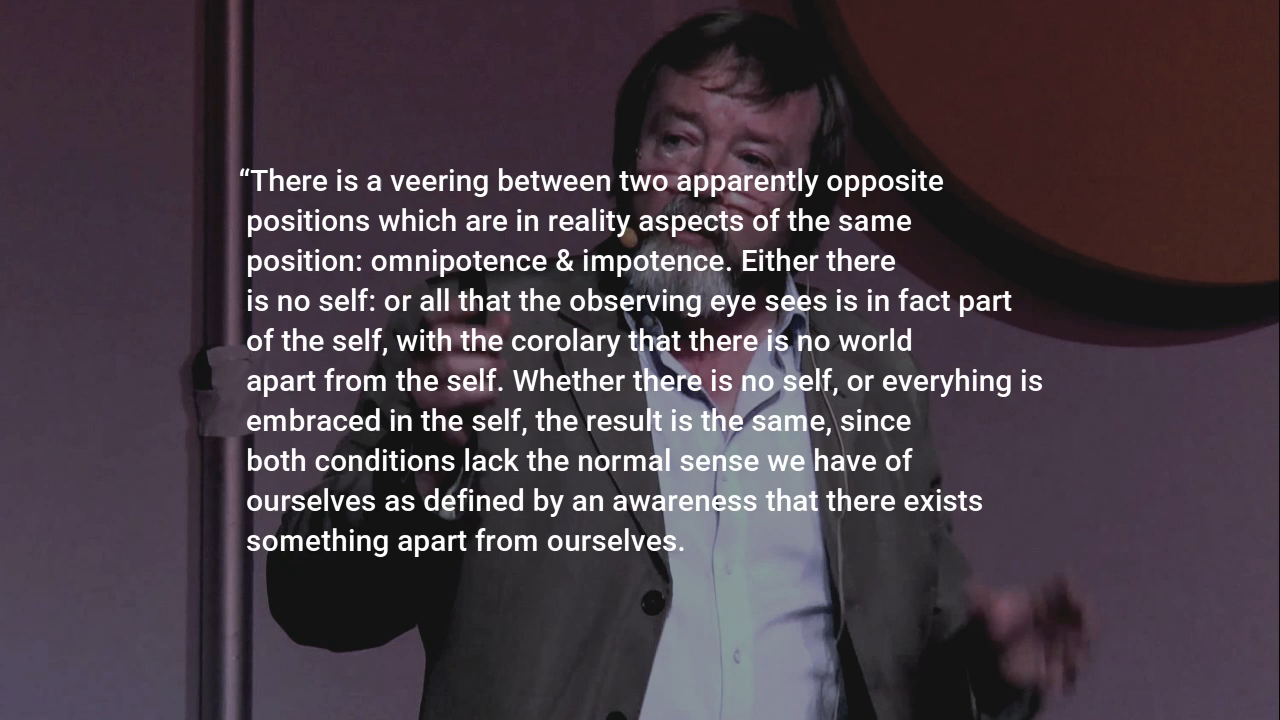 “There is a veering between two apparently opposite
positions which are in reality aspects of the same
position: omnipotence & impotence. Either there
is no self: or all that the observing eye sees is in fact part
of the self, with the corolary that there is no world
apart from the self. Whether there is no self, or everyhing is
embraced in the self, the result is the same, since
both conditions lack the normal sense we have of
ourselves as defined by an awareness that there exists
something apart from ourselves.